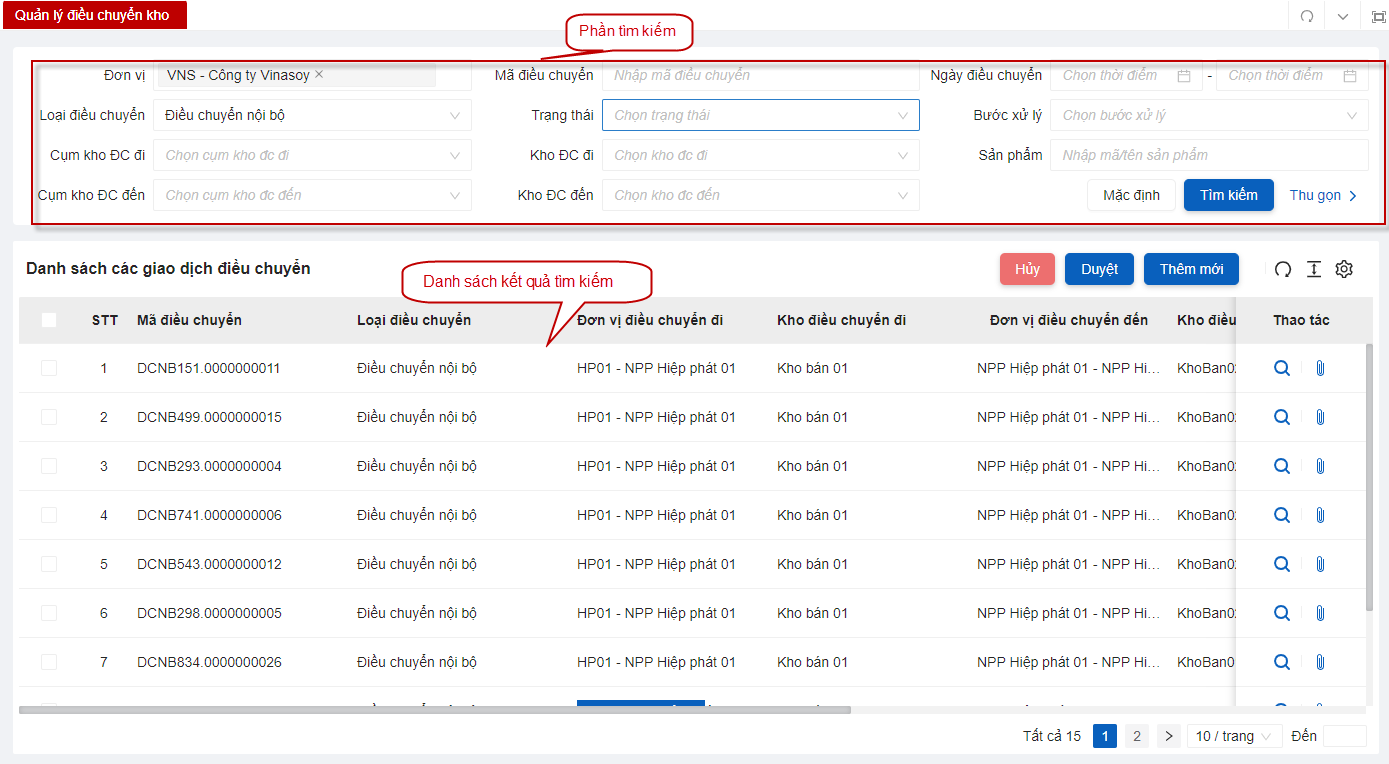 Quản lý điều chuyển kho
Phần tìm kiếm
Đơn vị VNS - Công ty Vinasoy × Mã điều chuyển Nhập mã điều chuyển Ngày điều chuyển Chọn thời điểm - Chọn thời điểm
Loại điều chuyển Điều chuyển nội bộ Trạng thái Chọn trạng thái Bước xử lý Chọn bước xử lý
Cụm kho ĐC đi Chọn cụm kho đc đi Kho ĐC đi Chọn kho đc đi Sản phẩm Nhập mã/tên sản phẩm
Cụm kho ĐC đến Chọn cụm kho đc đến Kho ĐC đến Chọn kho đc đến Mặc định Tìm kiếm Thu gọn
Danh sách các giao dịch điều chuyển Hủy Duyệt Thêm mới
Danh sách kết quả tìm kiếm
STT Mã điều chuyển Loại điều chuyển Đơn vị điều chuyển đi Kho điều chuyển đi Đơn vị điều chuyển đến Kho điều Thao tác
1 DCNB151.0000000011 Điều chuyển nội bộ HP01 - NPP Hiệp phát 01 Kho bán 01 NPP Hiệp phát 01 - NPP Hi... KhoBan02
2 DCNB499.0000000015 Điều chuyển nội bộ HP01 - NPP Hiệp phát 01 Kho bán 01 NPP Hiệp phát 01 - NPP Hi... KhoBan02
3 DCNB293.0000000004 Điều chuyển nội bộ HP01 - NPP Hiệp phát 01 Kho bán 01 NPP Hiệp phát 01 - NPP Hi... KhoBan02
4 DCNB741.0000000006 Điều chuyển nội bộ HP01 - NPP Hiệp phát 01 Kho bán 01 NPP Hiệp phát 01 - NPP Hi... KhoBan02
5 DCNB543.0000000012 Điều chuyển nội bộ HP01 - NPP Hiệp phát 01 Kho bán 01 NPP Hiệp phát 01 - NPP Hi... KhoBan02
6 DCNB298.0000000005 Điều chuyển nội bộ HP01 - NPP Hiệp phát 01 Kho bán 01 NPP Hiệp phát 01 - NPP Hi... KhoBan02
7 DCNB834.0000000026 Điều chuyển nội bộ HP01 - NPP Hiệp phát 01 Kho bán 01 NPP Hiệp phát 01 - NPP Hi... KhoBan0
Tất cả 15 1 2 > 10 / trang Đến